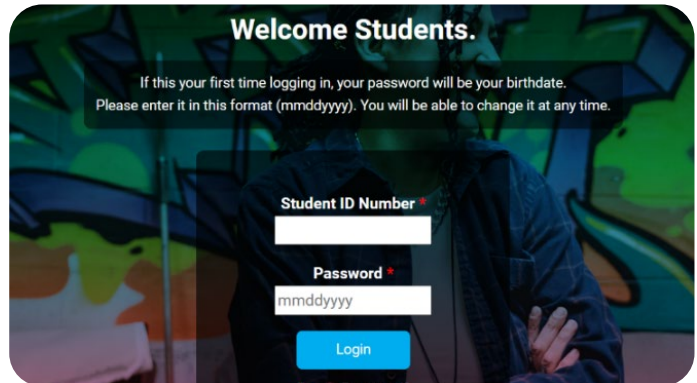 Welcome Students.
If this your first time logging in, your password will be your birthdate.
Please enter it in this format (mmddyyyy). You will be able to change it at any time.
Student ID Number *
Password *
mmddyyyy
Login